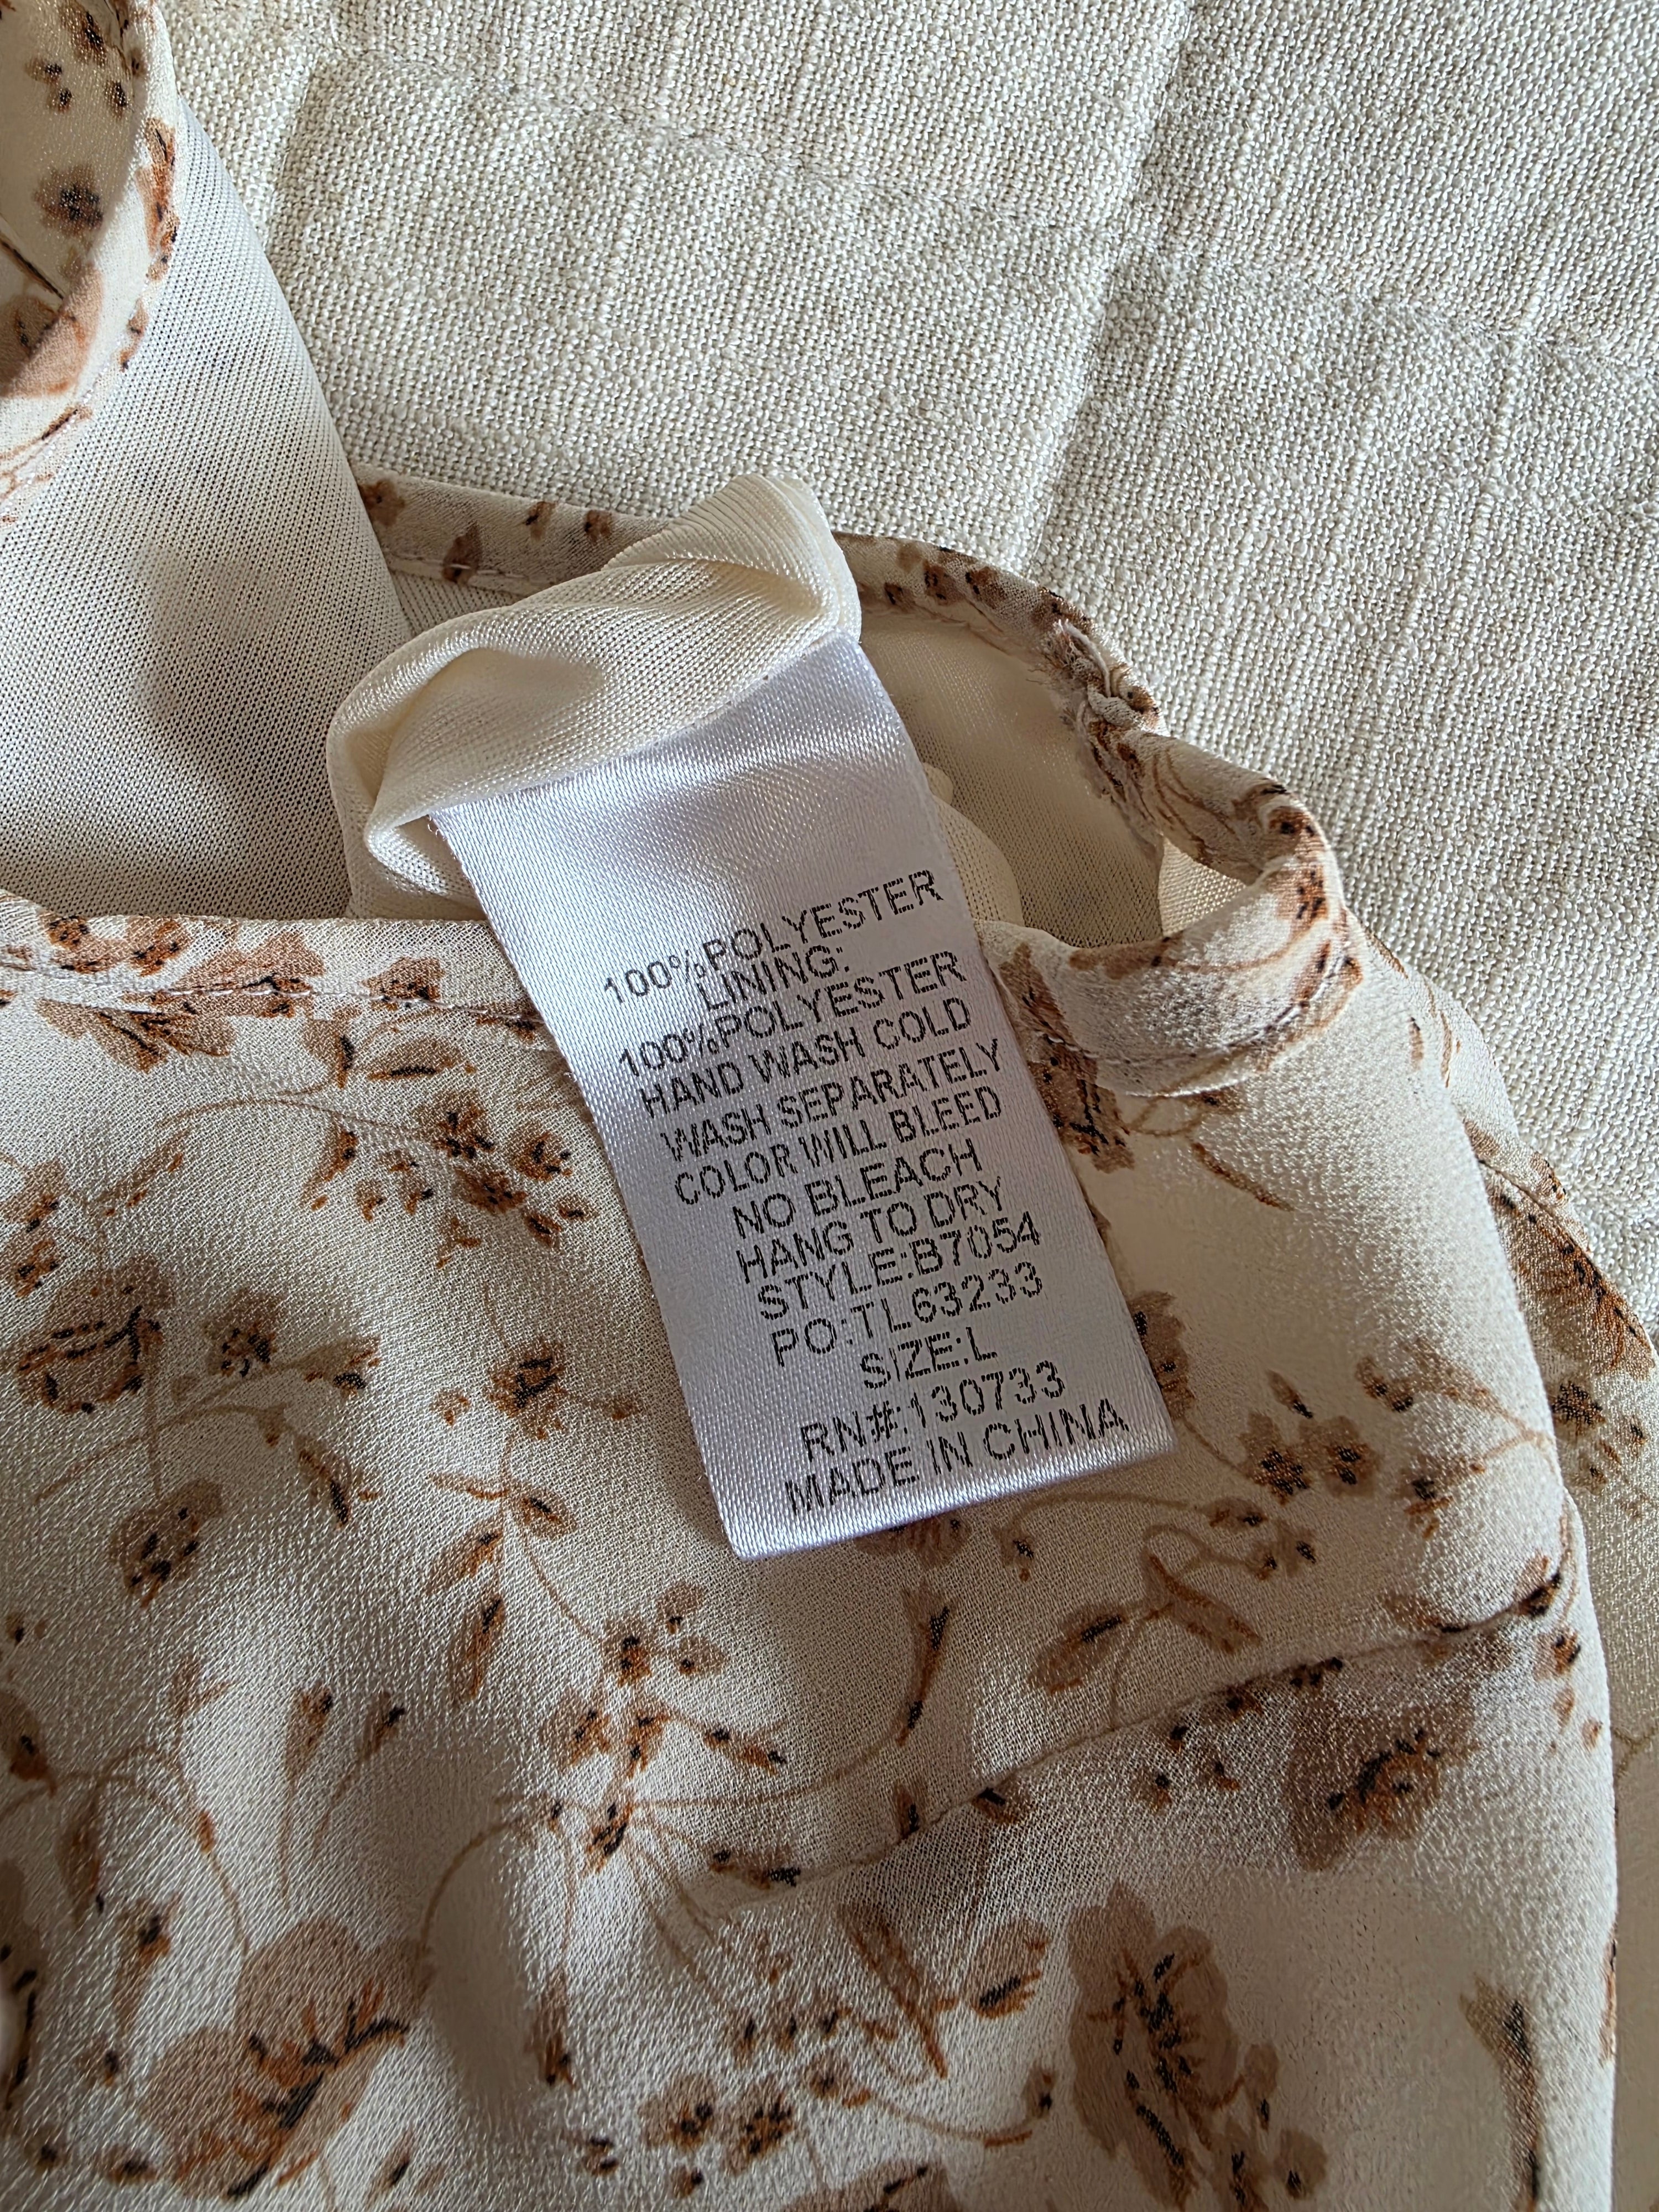 100%POLYESTER
LINING:
100%POLYESTER
HAND WASH COLD
WASH SEPARATELY
COLOR WILL BLEED
NO BLEACH
HANG TO DRY
STYLE:B7054
PO:TL63233
SIZE:L
RN#:130733
MADE IN CHINA